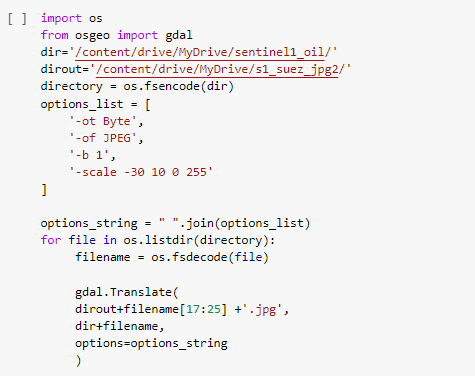 [ ] import os
from osgeo import gdal
dir='/content/drive/MyDrive/sentinel1_oil/'
dirout='/content/drive/MyDrive/s1_suez_jpg2/'
directory = os.fsencode(dir)
options_list = [
    '-ot Byte',
    '-of JPEG',
    '-b 1',
    '-scale -30 10 0 255'
]
options_string = " ".join(options_list)
for file in os.listdir(directory):
     filename = os.fsdecode(file)
     gdal.Translate(
     dirout+filename[17:25] +'.jpg',
     dir+filename,
     options=options_string
     )